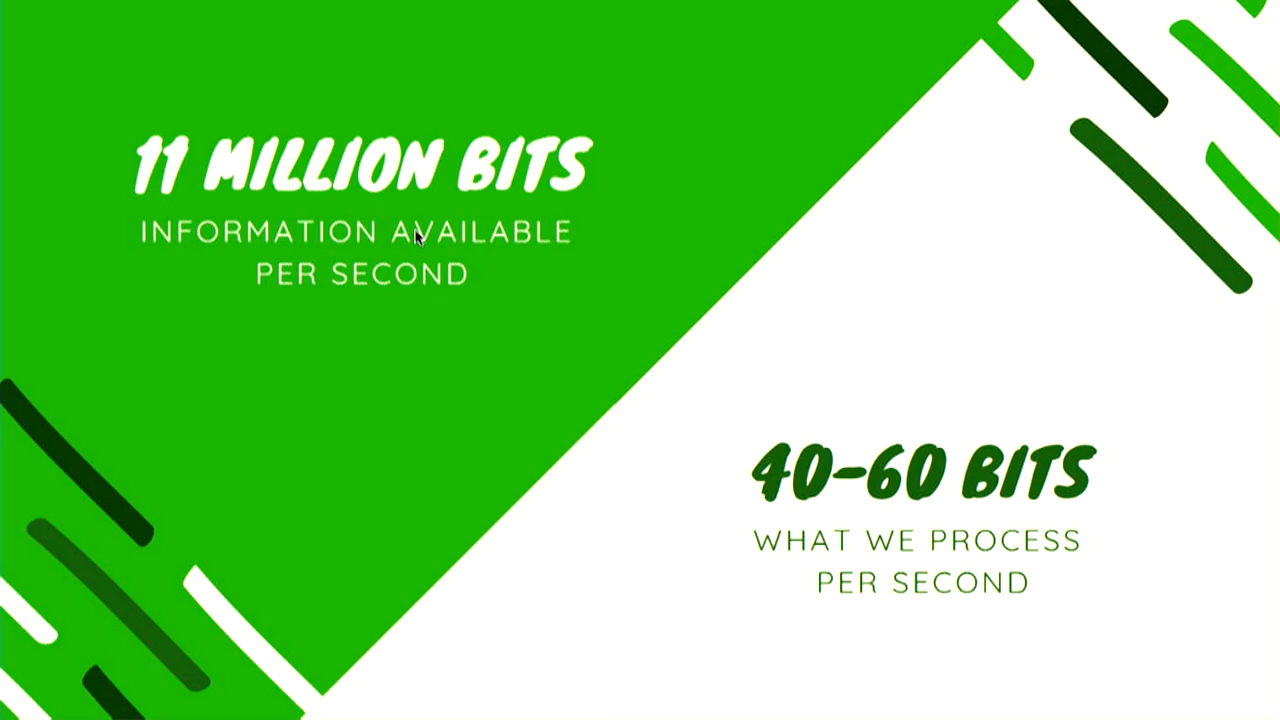 11 MILLION BITS
INFORMATION AVAILABLE
PER SECOND
40-60 BITS
WHAT WE PROCESS
PER SECOND